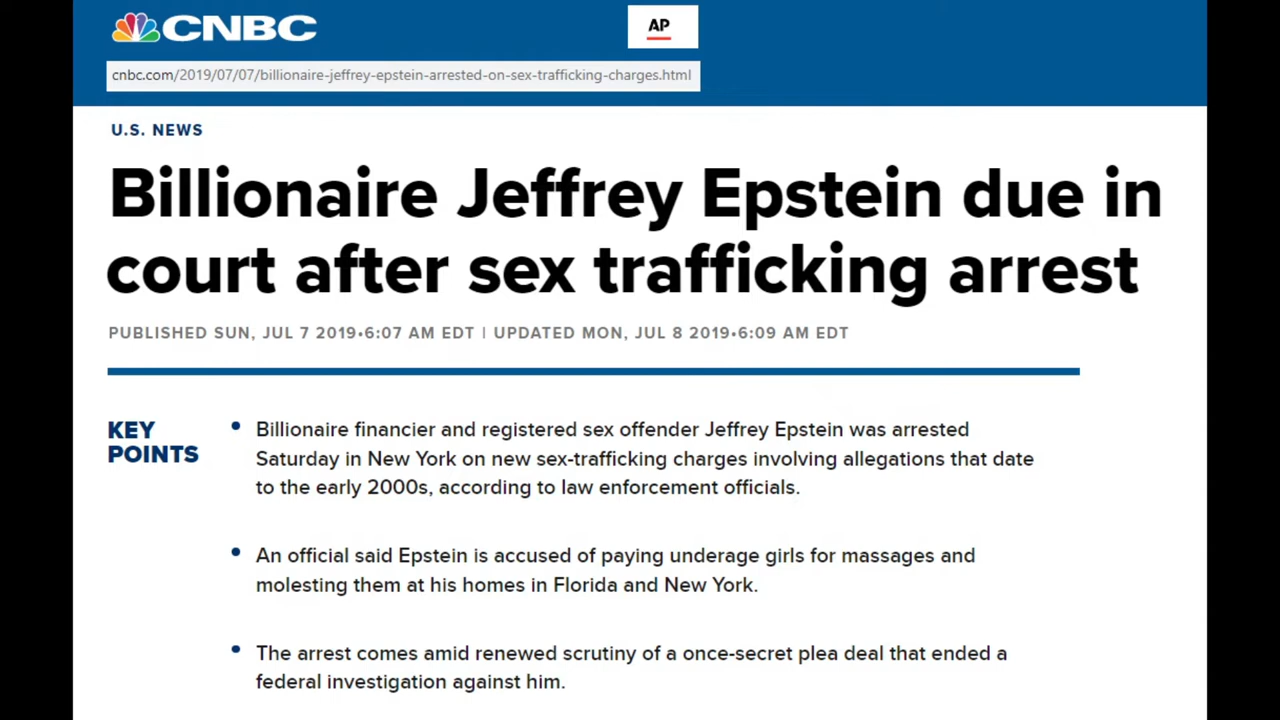 CNBC
AP
cnbc.com/2019/07/07/billionaire-jeffrey-epstein-arrested-on-sex-trafficking-charges.html
U.S. NEWS
Billionaire Jeffrey Epstein due in
court after sex trafficking arrest
PUBLISHED SUN, JUL 7 2019•6:07 AM EDT | UPDATED MON, JUL 8 2019•6:09 AM EDT
KEY
POINTS
• Billionaire financier and registered sex offender Jeffrey Epstein was arrested
Saturday in New York on new sex-trafficking charges involving allegations that date
to the early 2000s, according to law enforcement officials.
• An official said Epstein is accused of paying underage girls for massages and
molesting them at his homes in Florida and New York.
• The arrest comes amid renewed scrutiny of a once-secret plea deal that ended a
federal investigation against him.